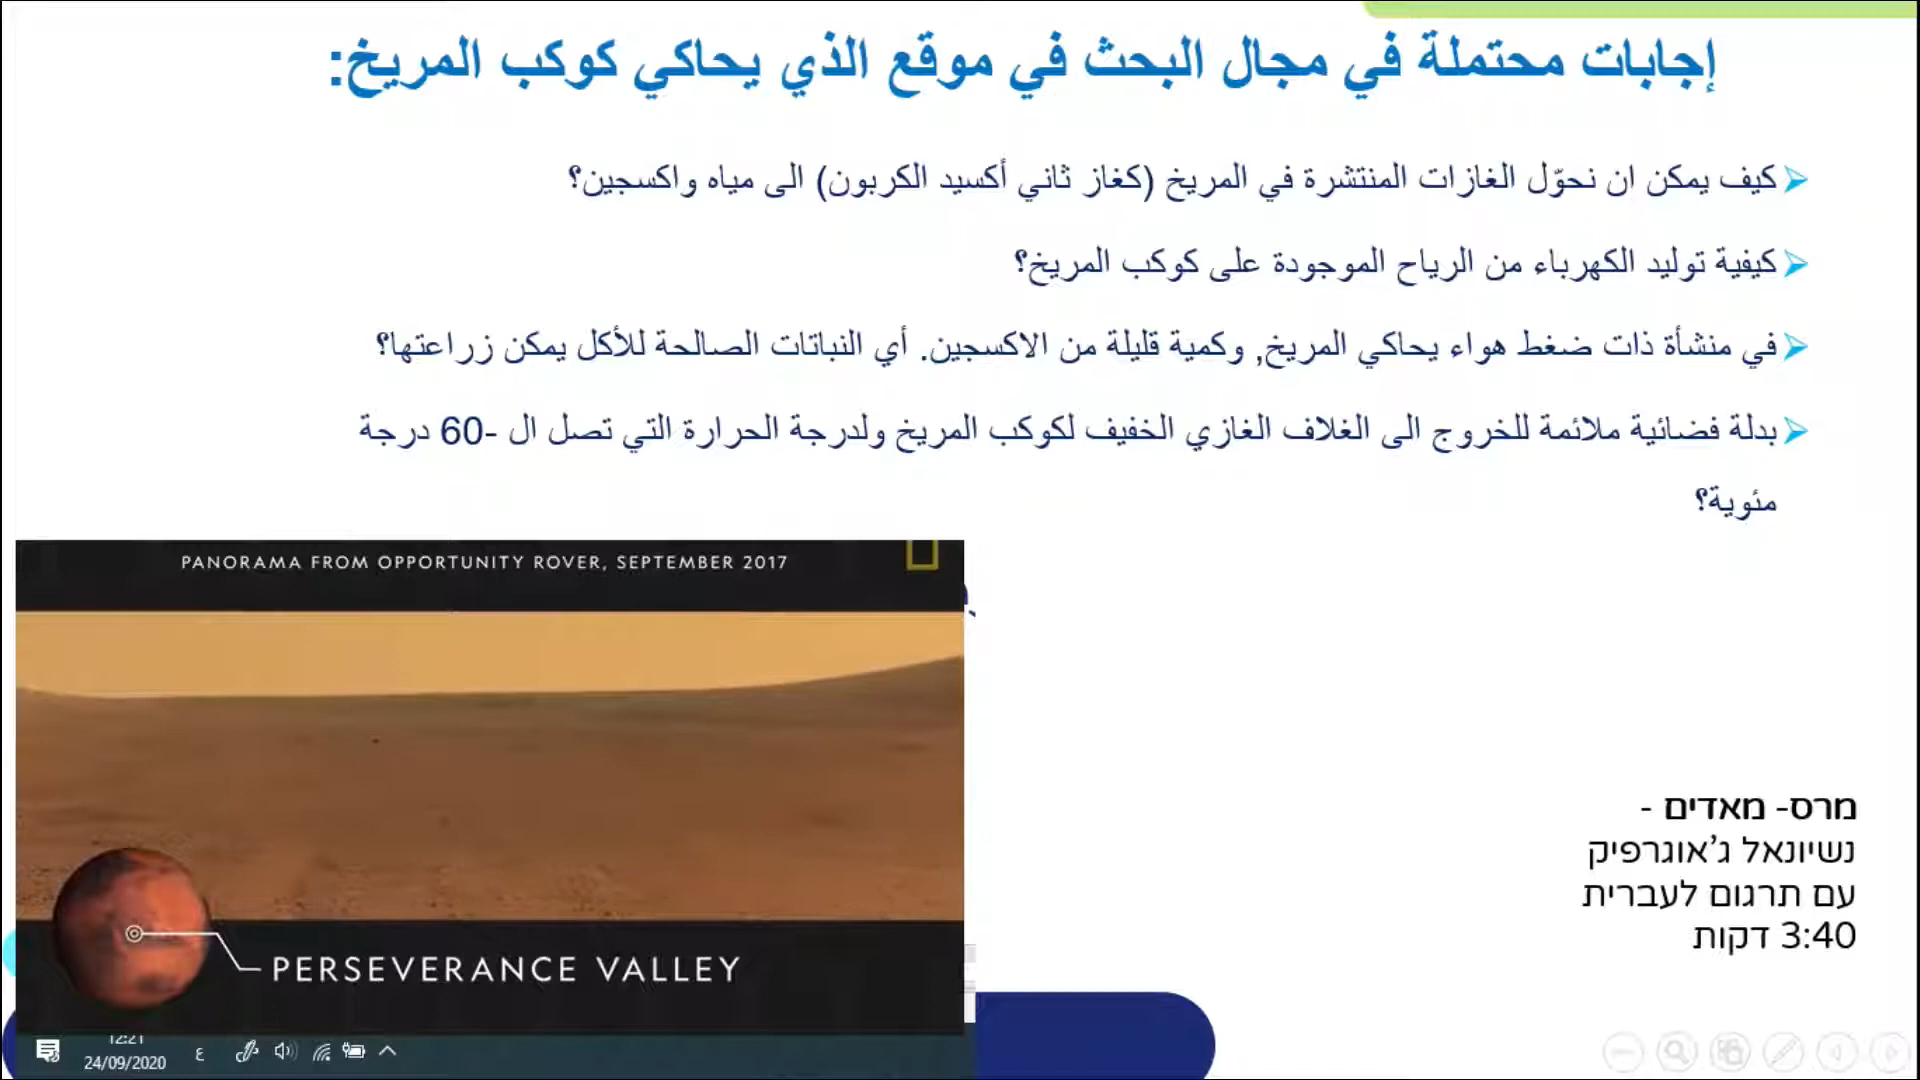 إجابات محتملة في مجال البحث في موقع الذي يحاكي كوكب المريخ:
كيف يمكن ان نحوّل الغازات المنتشرة في المريخ (كغاز ثاني أكسيد الكربون) الى مياه واكسجين؟
كيفية توليد الكهرباء من الرياح الموجودة على كوكب المريخ؟
في منشأة ذات ضغط هواء يحاكي المريخ, وكمية قليلة من الاكسجين. أي النباتات الصالحة للأكل يمكن زراعتها؟
بدلة فضائية ملائمة للخروج الى الغلاف الغازي الخفيف لكوكب المريخ ولدرجة الحرارة التي تصل ال -60 درجة
مئوية؟
PANORAMA FROM OPPORTUNITY ROVER, SEPTEMBER 2017
PERSEVERANCE VALLEY
מרס- מאדים -
נשיונאל ג'אוגרפיק
עם תרגום לעברית
3:40 דקות
12:21
24/09/2020
ع